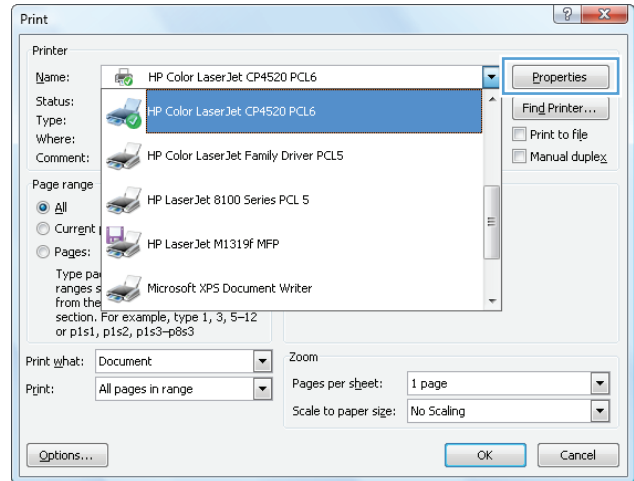 Print
Printer
Name: HP Color LaserJet CP4520 PCL6 Properties
Status: HP Color LaserJet CP4520 PCL6 Find Printer...
Type:
Where: Print to file
Comment: HP Color LaserJet Family Driver PCL5 Manual duplex
Page range
All HP LaserJet 8100 Series PCL 5
Current
Pages: HP LaserJet M1319f MFP
Type
ranges
from the Microsoft XPS Document Writer
section. For example, type 1, 3, 5–12
or p1s1, p1s2, p1s3–p8s3
Print what: Document Zoom
Print: All pages in range Pages per sheet: 1 page
Scale to paper size: No Scaling
Options... OK Cancel